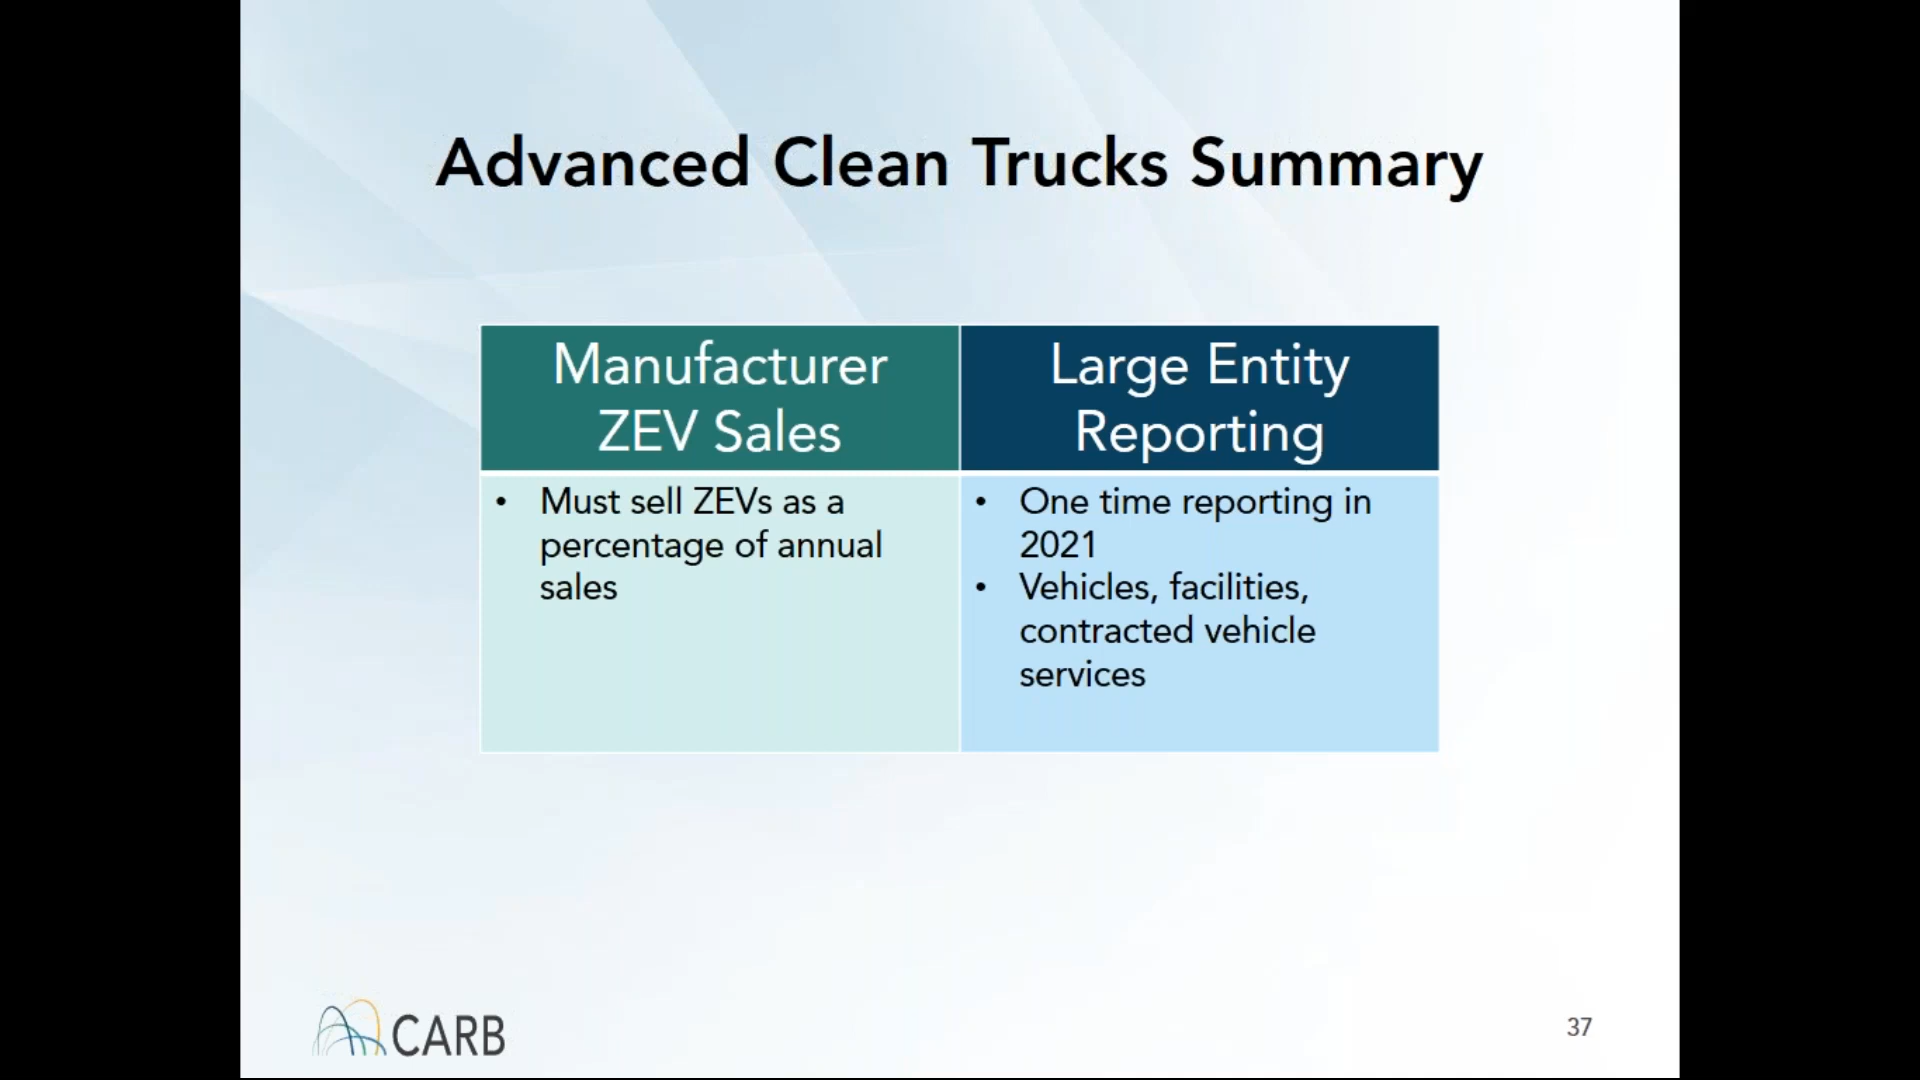 Advanced Clean Trucks Summary
Manufacturer
ZEV Sales
• Must sell ZEVs as a
percentage of annual
sales
Large Entity
Reporting
• One time reporting in
2021
• Vehicles, facilities,
contracted vehicle
services
CARB
37